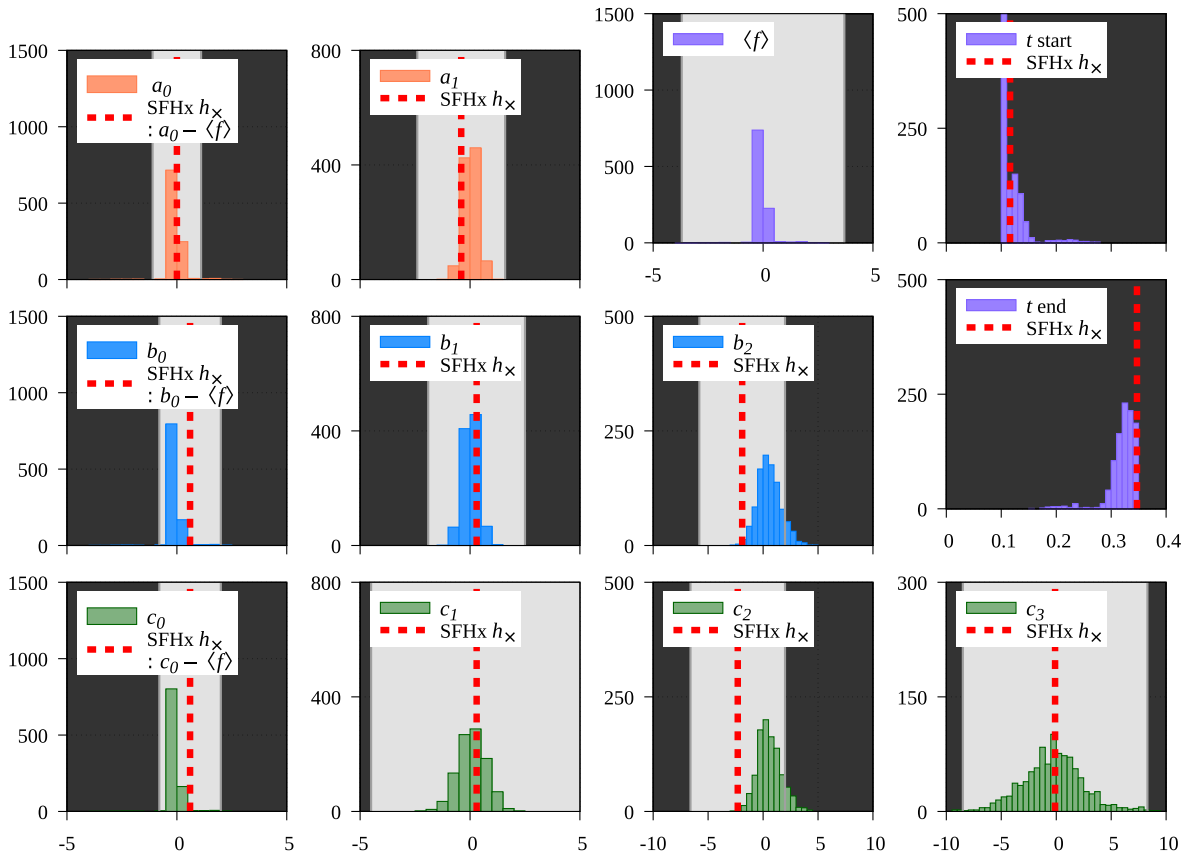 1500
1000
500
0
a0
SFHx h×
: a0 − ⟨f⟩
800
400
0
a1
SFHx h×
1500
1000
500
0
⟨f⟩
-5 0 5
500
250
0
t start
SFHx h×
1500
1000
500
0
b0
SFHx h×
: b0 − ⟨f⟩
800
400
0
b1
SFHx h×
500
250
0
b2
SFHx h×
500
250
0
t end
SFHx h×
0 0.1 0.2 0.3 0.4
1500
1000
500
0
c0
SFHx h×
: c0 − ⟨f⟩
-5 0 5
800
400
0
c1
SFHx h×
-5 0 5
500
250
0
c2
SFHx h×
-10 -5 0 5 10
300
150
0
c3
SFHx h×
-10 -5 0 5 10